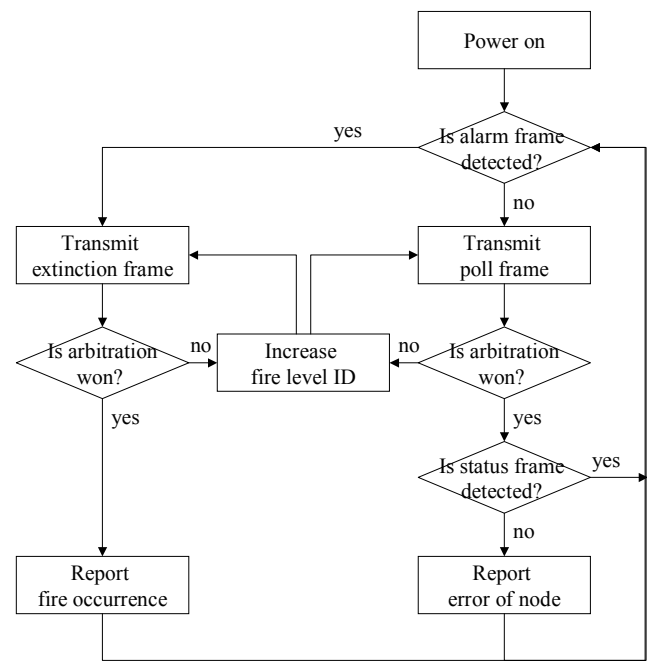 Power on
yes
Is alarm frame
detected?
no
Transmit
extinction frame
Transmit
poll frame
Is arbitration
won?
no
Increase
fire level ID
no
Is arbitration
won?
yes
yes
Is status frame
detected?
yes
no
Report
fire occurrence
Report
error of node